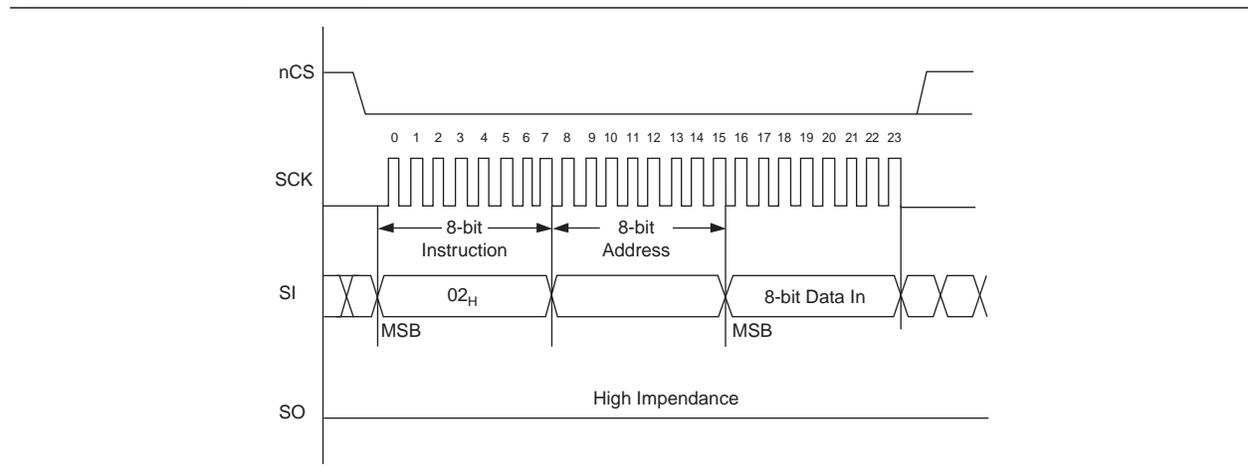 nCS
0 1 2 3 4 5 6 7 8 9 10 11 12 13 14 15 16 17 18 19 20 21 22 23
SCK
8-bit
Instruction
8-bit
Address
SI
02H
8-bit Data In
MSB
MSB
High Impendance
SO